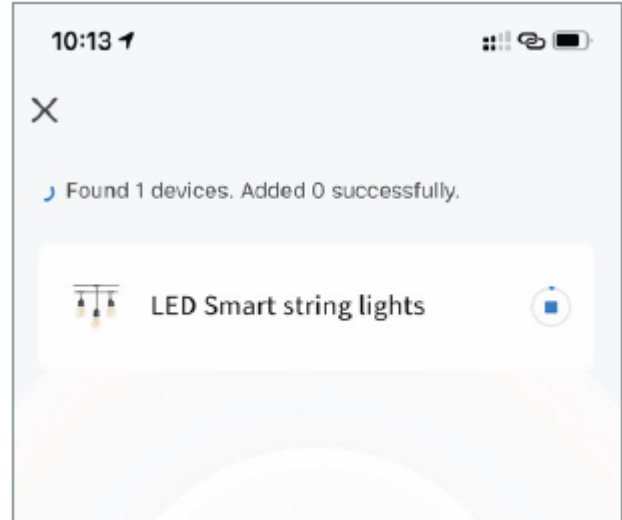 10:13
Found 1 devices. Added 0 successfully.
LED Smart string lights